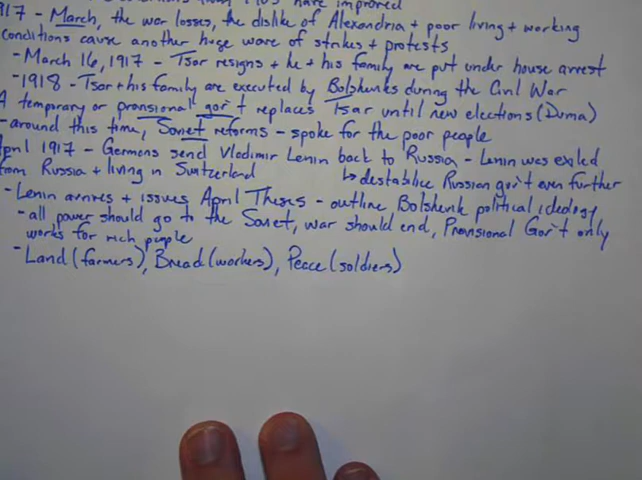 have improved
917 - March, the war losses, the dislike of Alexandria + poor living + working
conditions cause another huge wave of strikes + protests
- March 16, 1917 - Tsar resigns + he + his family are put under house arrest
- 1918 - Tsar + his family are executed by Bolsheviks during the Civil War
A temporary or provisional gov't replaces Tsar until new elections (Duma)
- around this time, Soviet reforms - spoke for the poor people
April 1917 - Germans send Vladimir Lenin back to Russia - Lenin was exiled
from Russia + living in Switzerland ↳ destabilize Russian gov't even further
- Lenin arrives + issues April Theses - outline Bolshevik political ideology
- all power should go to the Soviet, war should end, Provisional Gov't only
works for rich people
- Land (farmers), Bread (workers), Peace (soldiers)